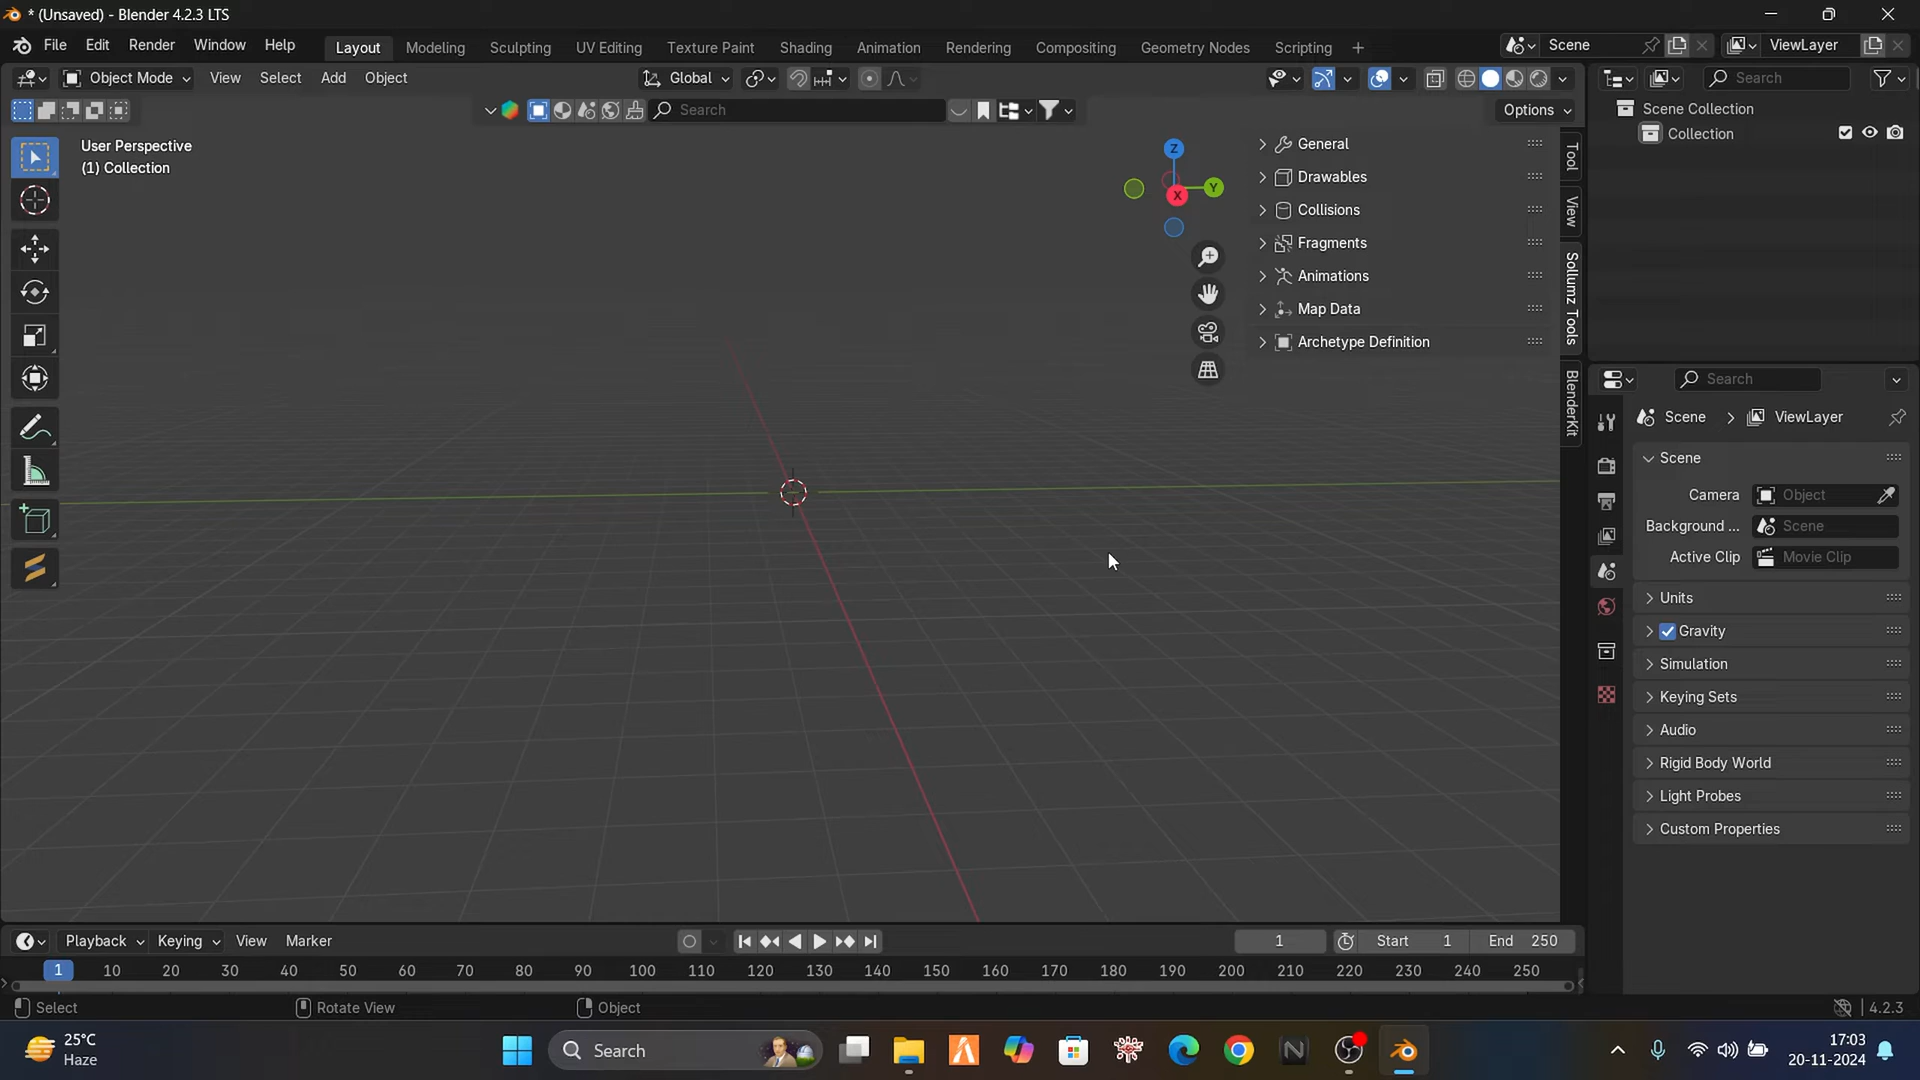 * (Unsaved) - Blender 4.2.3 LTS
File Edit Render Window Help Layout Modeling Sculpting UV Editing Texture Paint Shading Animation Rendering Compositing Geometry Nodes Scripting + Scene ViewLayer
Object Mode View Select Add Object Global Search
Search Options
User Perspective
(1) Collection
Z
Y
X
General
Drawables
Collisions
Fragments
Animations
Map Data
Archetype Definition
Tool
View
Sollumz Tools
BlenderKit
Scene Collection
Collection
Search
Scene > ViewLayer
Scene
Camera Object
Background ... Scene
Active Clip Movie Clip
Units
Gravity
Simulation
Keying Sets
Audio
Rigid Body World
Light Probes
Custom Properties
Playback Keying View Marker 1 Start 1 End 250
1 10 20 30 40 50 60 70 80 90 100 110 120 130 140 150 160 170 180 190 200 210 220 230 240 250
Select Rotate View Object 4.2.3
25°C
Haze
Search
17:03
20-11-2024